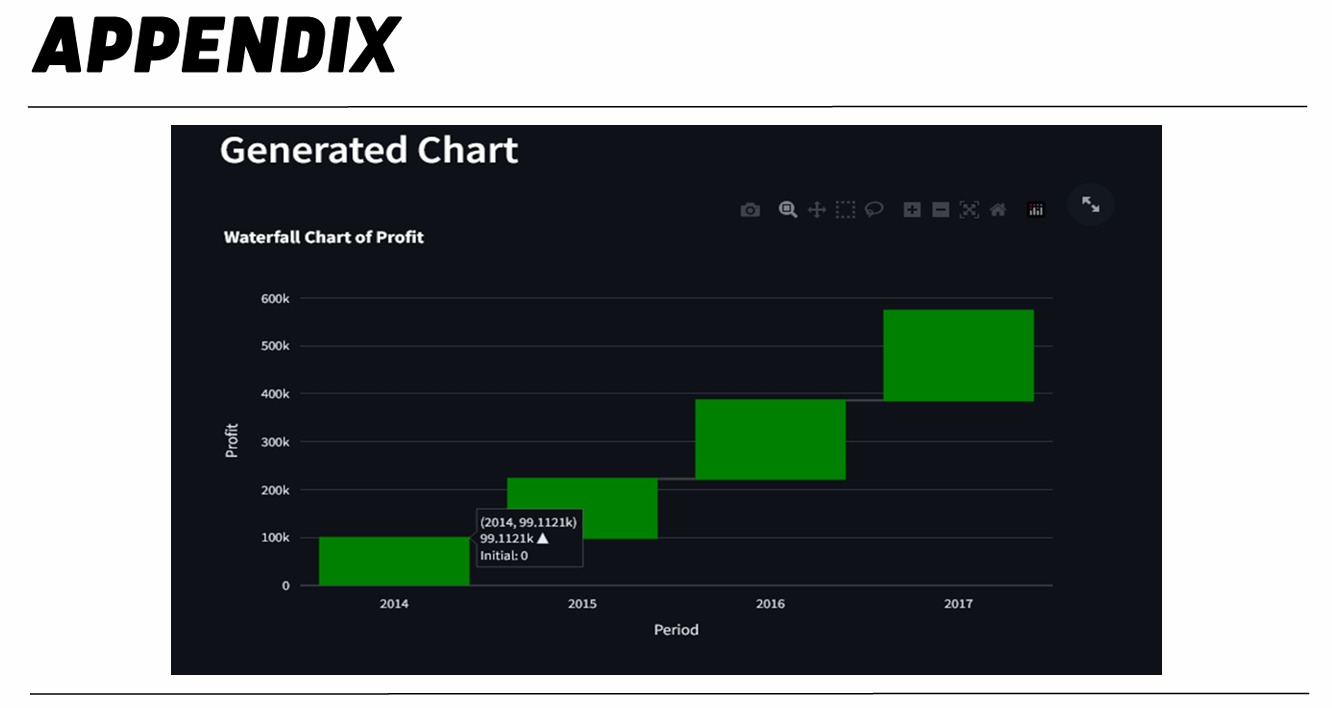 APPENDIX
Generated Chart
Waterfall Chart of Profit
600k
500k
400k
300k
200k
100k
0
Profit
(2014, 99.1121k)
99.1121k ▲
Initial: 0
2014 2015 2016 2017
Period